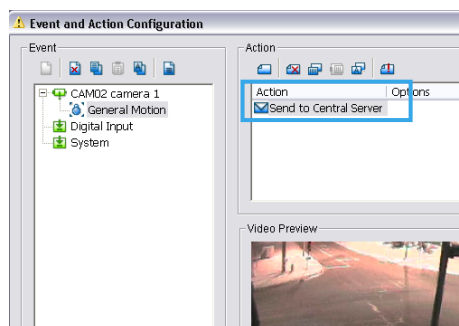 Event and Action Configuration
Event
Action
CAM02 camera 1
General Motion
Digital Input
System
Action Options
Send to Central Server
Video Preview